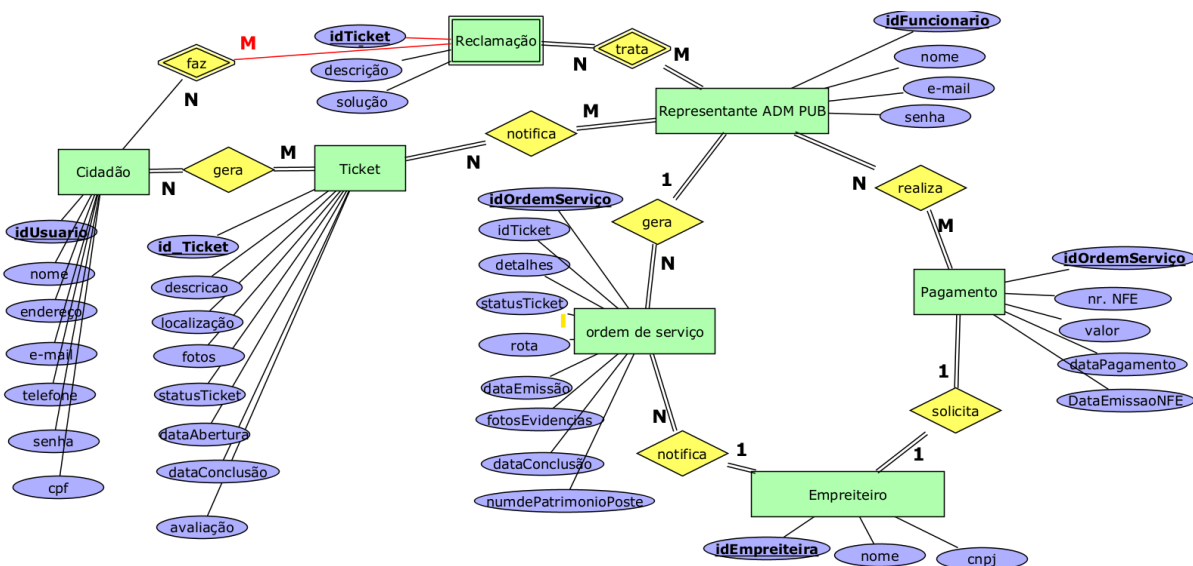 idFuncionario
M
idTicket
Reclamação
faz
trata
M
N
nome
descrição
e-mail
N
solução
senha
Representante ADM PUB
M
notifica
N
Cidadão
N
gera
M
Ticket
1
N
realiza
idOrdemServiço
gera
M
idUsuario
idTicket
id_Ticket
N
idOrdemServiço
nome
detalhes
descricao
Pagamento
nr. NFE
endereço
statusTicket
localização
valor
ordem de serviço
e-mail
fotos
rota
dataPagamento
1
telefone
statusTicket
dataEmissão
DataEmissaoNFE
solicita
senha
dataAbertura
fotosEvidencias
N
notifica
1
1
cpf
dataConclusão
dataConclusão
Empreiteiro
avaliação
numdePatrimonioPoste
idEmpreiteira
nome
cnpj